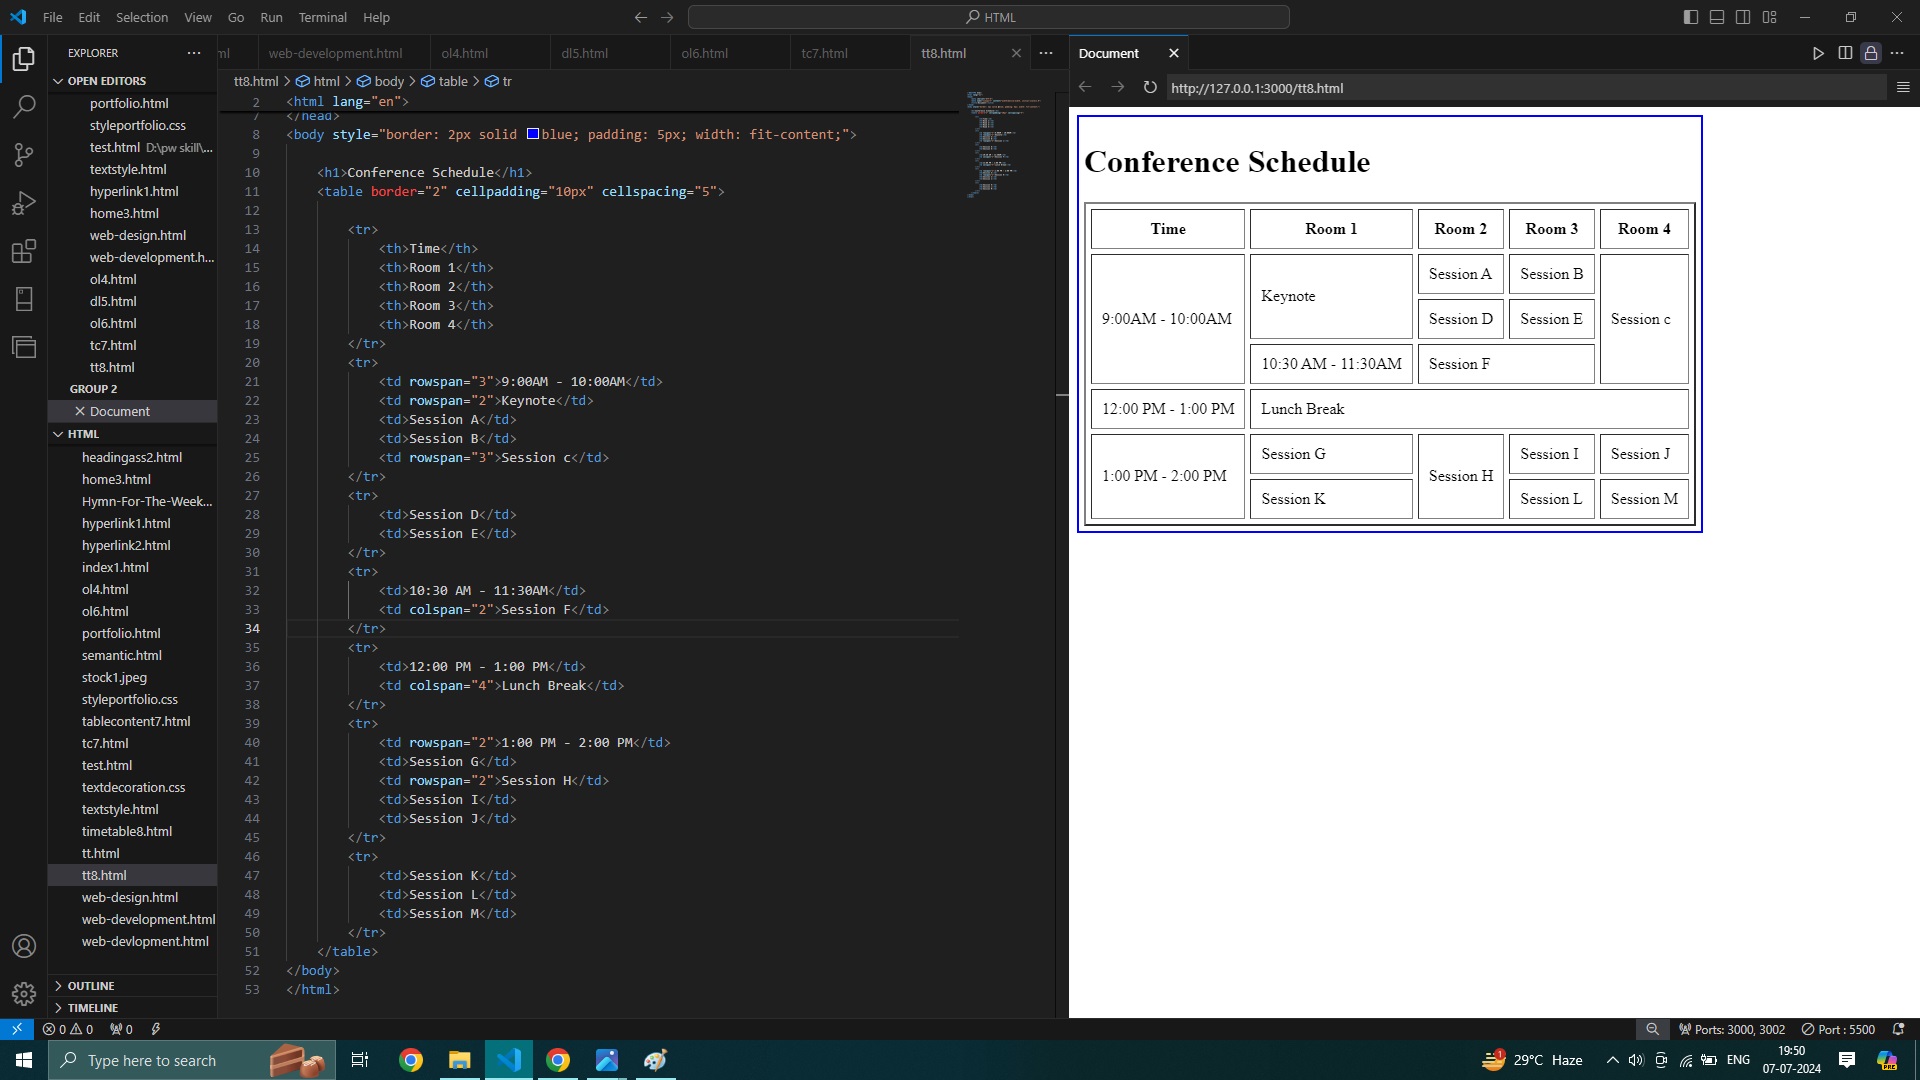 File Edit Selection View Go Run Terminal Help
HTML
EXPLORER
ml web-development.html ol4.html dl5.html ol6.html tc7.html tt8.html
Document
OPEN EDITORS
portfolio.html
styleportfolio.css
test.html D:\pw skill\...
textstyle.html
hyperlink1.html
home3.html
web-design.html
web-development.h...
ol4.html
dl5.html
ol6.html
tc7.html
tt8.html
GROUP 2
Document
HTML
headingass2.html
home3.html
Hymn-For-The-Week...
hyperlink1.html
hyperlink2.html
index1.html
ol4.html
ol6.html
portfolio.html
semantic.html
stock1.jpeg
styleportfolio.css
tablecontent7.html
tc7.html
test.html
textdecoration.css
textstyle.html
timetable8.html
tt.html
tt8.html
web-design.html
web-development.html
web-devlopment.html
OUTLINE
TIMELINE
tt8.html > html > body > table > tr
2 <html lang="en">
7 </head>
8 <body style="border: 2px solid blue; padding: 5px; width: fit-content;">
9
10 <h1>Conference Schedule</h1>
11 <table border="2" cellpadding="10px" cellspacing="5">
12
13 <tr>
14 <th>Time</th>
15 <th>Room 1</th>
16 <th>Room 2</th>
17 <th>Room 3</th>
18 <th>Room 4</th>
19 </tr>
20 <tr>
21 <td rowspan="3">9:00AM - 10:00AM</td>
22 <td rowspan="2">Keynote</td>
23 <td>Session A</td>
24 <td>Session B</td>
25 <td rowspan="3">Session c</td>
26 </tr>
27 <tr>
28 <td>Session D</td>
29 <td>Session E</td>
30 </tr>
31 <tr>
32 <td>10:30 AM - 11:30AM</td>
33 <td colspan="2">Session F</td>
34 </tr>
35 <tr>
36 <td>12:00 PM - 1:00 PM</td>
37 <td colspan="4">Lunch Break</td>
38 </tr>
39 <tr>
40 <td rowspan="2">1:00 PM - 2:00 PM</td>
41 <td>Session G</td>
42 <td rowspan="2">Session H</td>
43 <td>Session I</td>
44 <td>Session J</td>
45 </tr>
46 <tr>
47 <td>Session K</td>
48 <td>Session L</td>
49 <td>Session M</td>
50 </tr>
51 </table>
52 </body>
53 </html>
http://127.0.0.1:3000/tt8.html
Conference Schedule
Time Room 1 Room 2 Room 3 Room 4
9:00AM - 10:00AM Keynote Session A Session B Session c
Session D Session E
10:30 AM - 11:30AM Session F
12:00 PM - 1:00 PM Lunch Break
1:00 PM - 2:00 PM Session G Session H Session I Session J
Session K Session L Session M
0 0 0 Ports: 3000, 3002 Port : 5500
Type here to search
1 29°C Haze ENG
19:50
07-07-2024
PRE